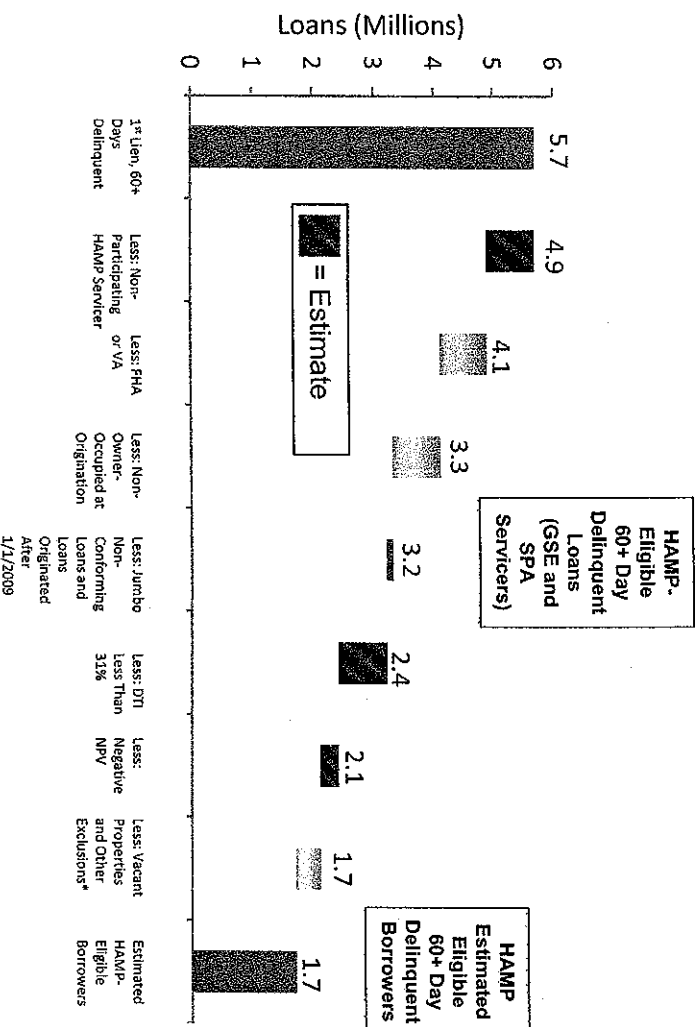 Loans (Millions)
6
5
4
3
2
1
0
5.7
4.9
4.1
3.3
3.2
2.4
2.1
1.7
1.7
= Estimate
HAMP-
Eligible
60+ Day
Delinquent
Loans
(GSE and
SPA
Servicers)
HAMP
Estimated
Eligible
60+ Day
Delinquent
Borrowers
1st Lien, 60+
Days
Delinquent
Less: Non-
Participating
HAMP Servicer
Less: FHA
or VA
Less: Non-
Owner-
Occupied at
Origination
Less: Jumbo
Non-
Conforming
Loans and
Loans
Originated
After
1/1/2009
Less: DTI
Less Than
31%
Less:
Negative
NPV
Less: Vacant
Properties
and Other
Exclusions*
Estimated
HAMP-
Eligible
Borrowers